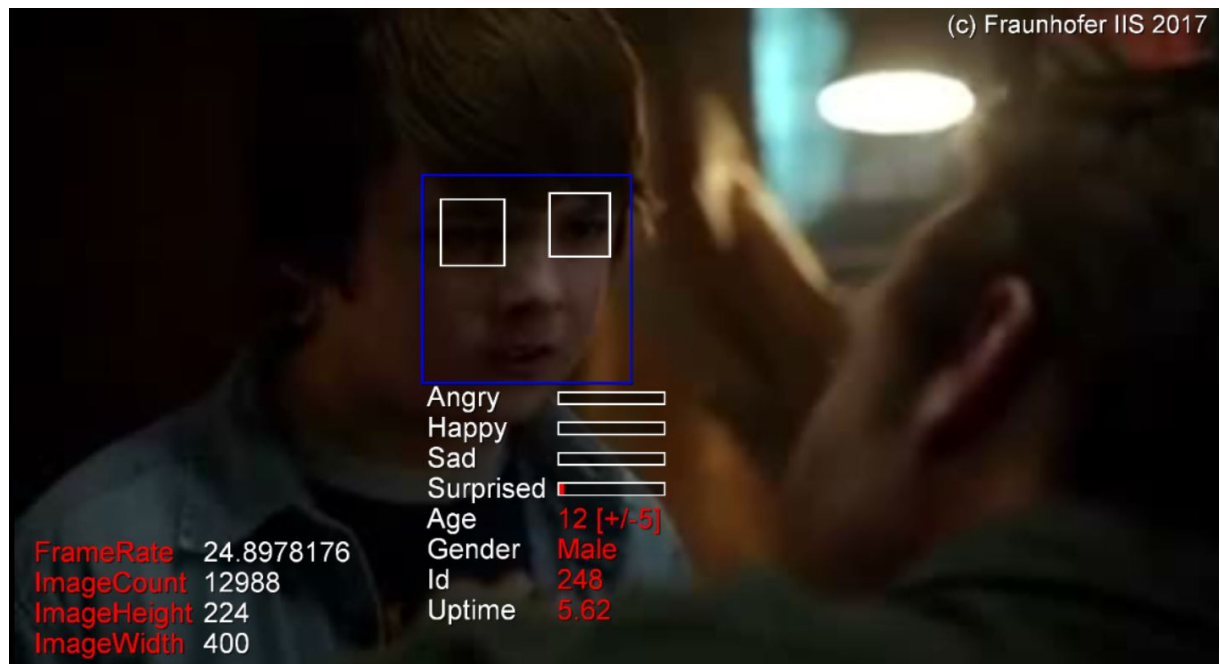 (c) Fraunhofer IIS 2017
Angry
Happy
Sad
Surprised
Age 12 [+/-5]
Gender Male
Id 248
Uptime 5.62
FrameRate 24.8978176
ImageCount 12988
ImageHeight 224
ImageWidth 400